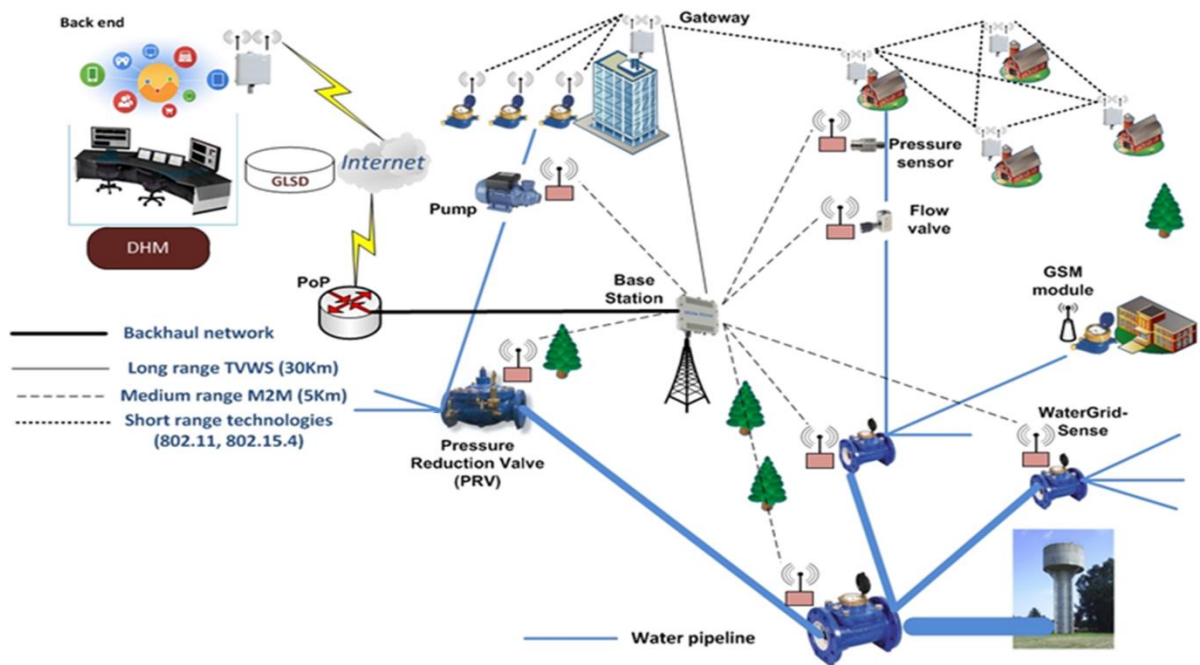 Back end
Gateway
Internet
GLSD
DHM
Pump
Pressure
sensor
Flow
valve
PoP
Base
Station
GSM
module
Backhaul network
Long range TVWS (30Km)
Medium range M2M (5Km)
Short range technologies
(802.11, 802.15.4)
Pressure
Reduction Valve
(PRV)
WaterGrid-
Sense
Water pipeline